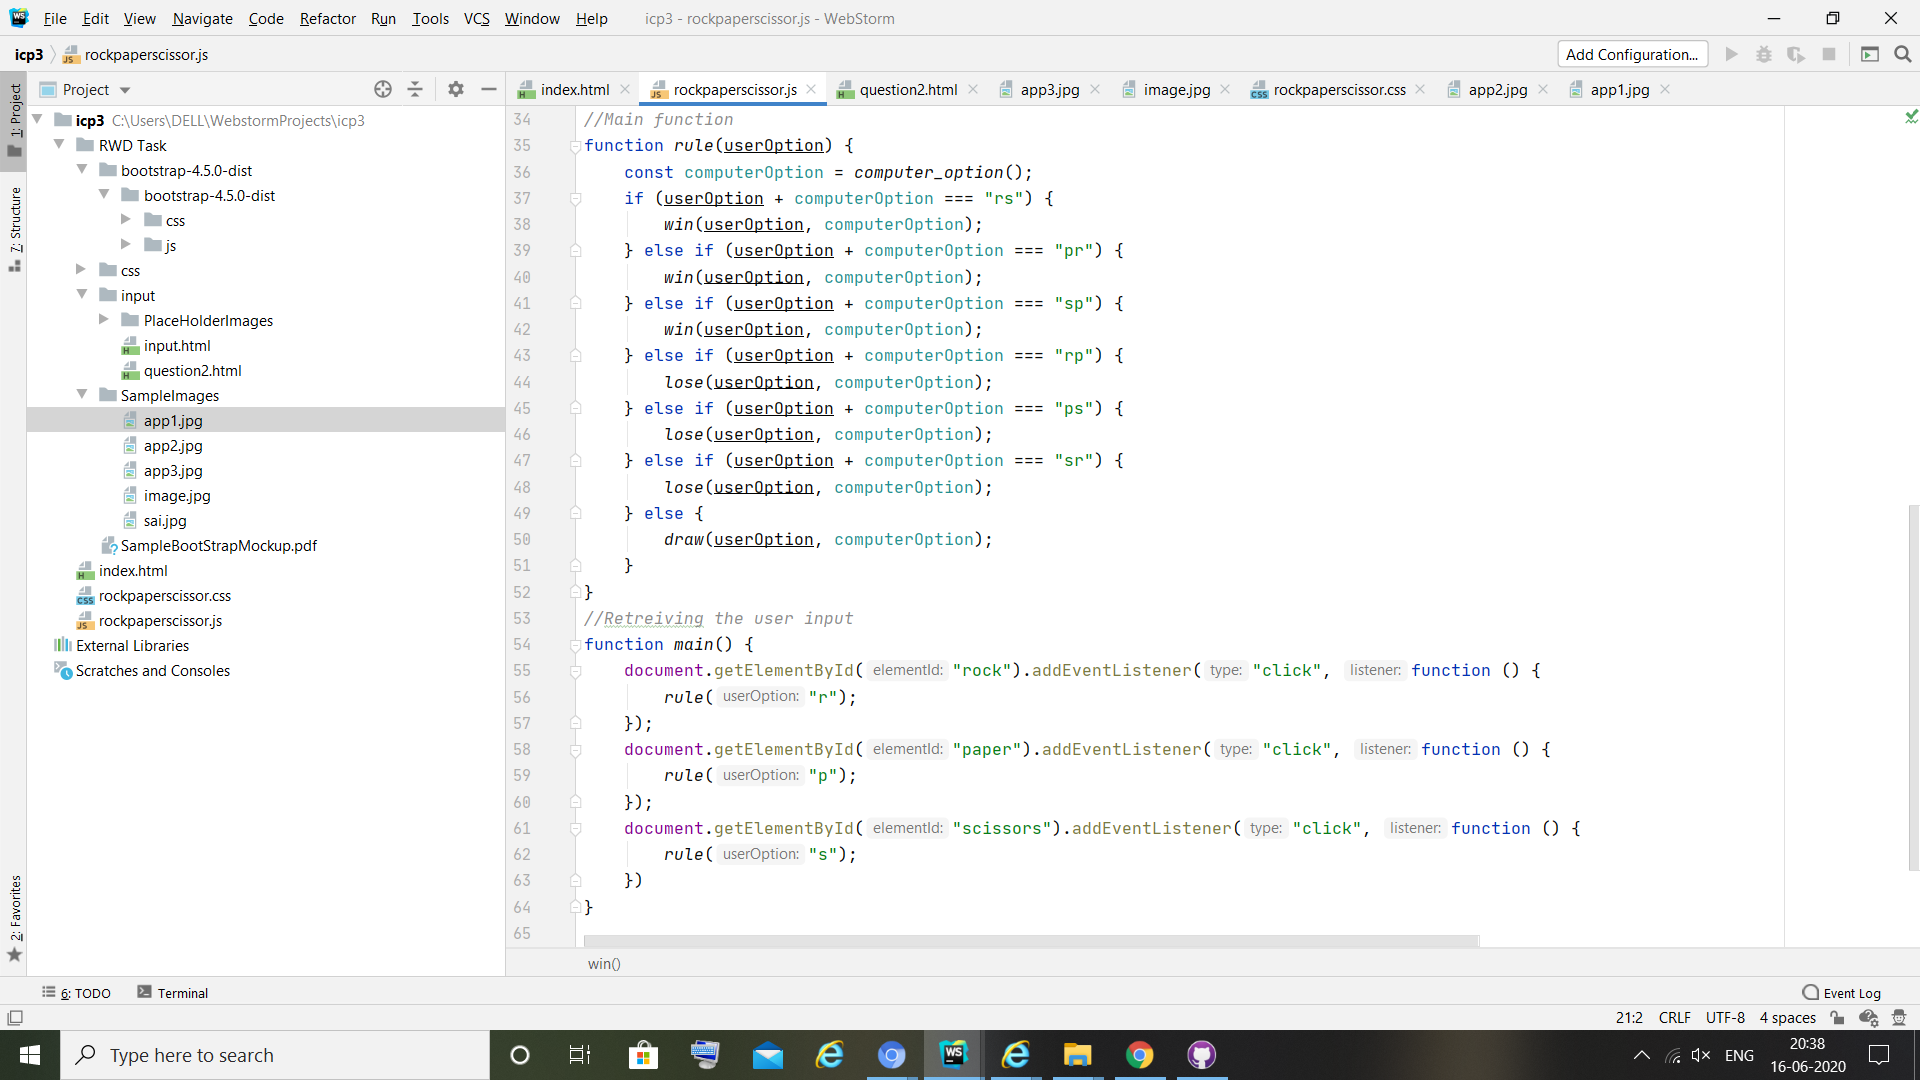 File Edit View Navigate Code Refactor Run Tools VCS Window Help icp3 - rockpaperscissor.js - WebStorm
icp3 rockpaperscissor.js Add Configuration...
Project index.html rockpaperscissor.js question2.html app3.jpg image.jpg rockpaperscissor.css app2.jpg app1.jpg
1: Project
7: Structure
2: Favorites
icp3 C:\Users\DELL\WebstormProjects\icp3
RWD Task
bootstrap-4.5.0-dist
bootstrap-4.5.0-dist
css
js
css
input
PlaceHolderImages
input.html
question2.html
SampleImages
app1.jpg
app2.jpg
app3.jpg
image.jpg
sai.jpg
SampleBootStrapMockup.pdf
index.html
rockpaperscissor.css
rockpaperscissor.js
External Libraries
Scratches and Consoles
34 //Main function
35 function rule(userOption) {
36 const computerOption = computer_option();
37 if (userOption + computerOption === "rs") {
38 win(userOption, computerOption);
39 } else if (userOption + computerOption === "pr") {
40 win(userOption, computerOption);
41 } else if (userOption + computerOption === "sp") {
42 win(userOption, computerOption);
43 } else if (userOption + computerOption === "rp") {
44 lose(userOption, computerOption);
45 } else if (userOption + computerOption === "ps") {
46 lose(userOption, computerOption);
47 } else if (userOption + computerOption === "sr") {
48 lose(userOption, computerOption);
49 } else {
50 draw(userOption, computerOption);
51 }
52 }
53 //Retreiving the user input
54 function main() {
55 document.getElementById( elementId: "rock").addEventListener( type: "click", listener: function () {
56 rule( userOption: "r");
57 });
58 document.getElementById( elementId: "paper").addEventListener( type: "click", listener: function () {
59 rule( userOption: "p");
60 });
61 document.getElementById( elementId: "scissors").addEventListener( type: "click", listener: function () {
62 rule( userOption: "s");
63 })
64 }
65
win()
6: TODO Terminal Event Log
21:2 CRLF UTF-8 4 spaces
Type here to search ENG 20:38
16-06-2020